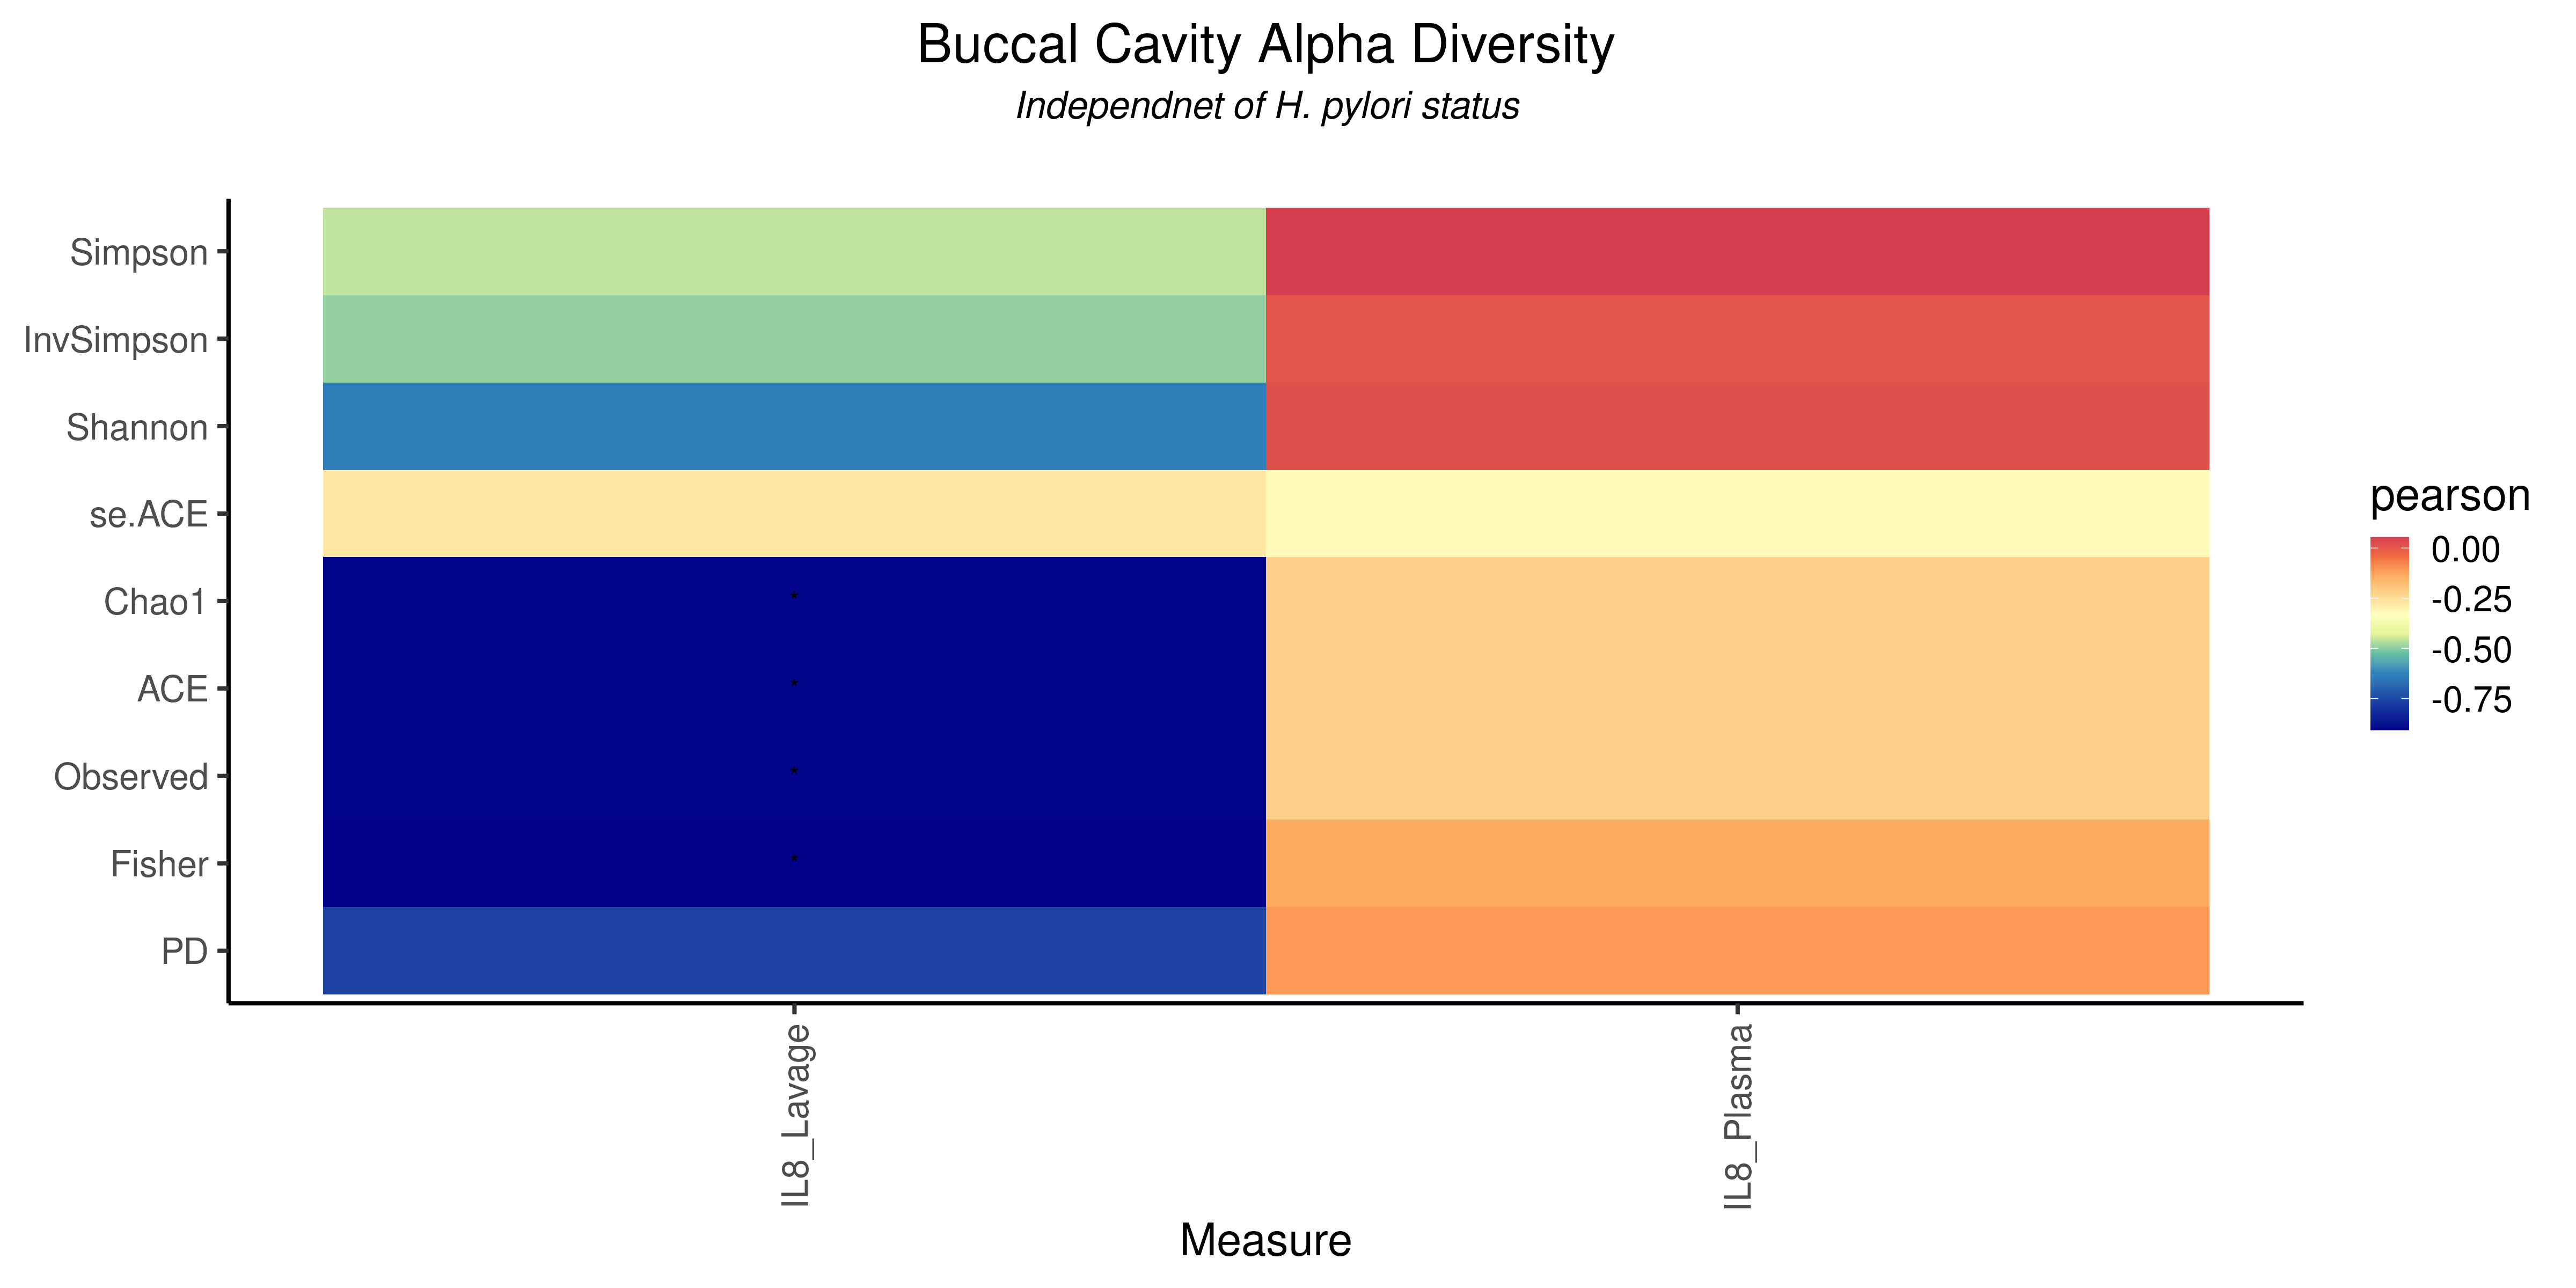 Buccal Cavity Alpha Diversity
Independnet of H. pylori status
Simpson
InvSimpson
Shannon
se.ACE
Chao1
*
ACE
*
Observed
*
Fisher
*
PD
IL8_Lavage
IL8_Plasma
Measure
pearson
0.00
-0.25
-0.50
-0.75